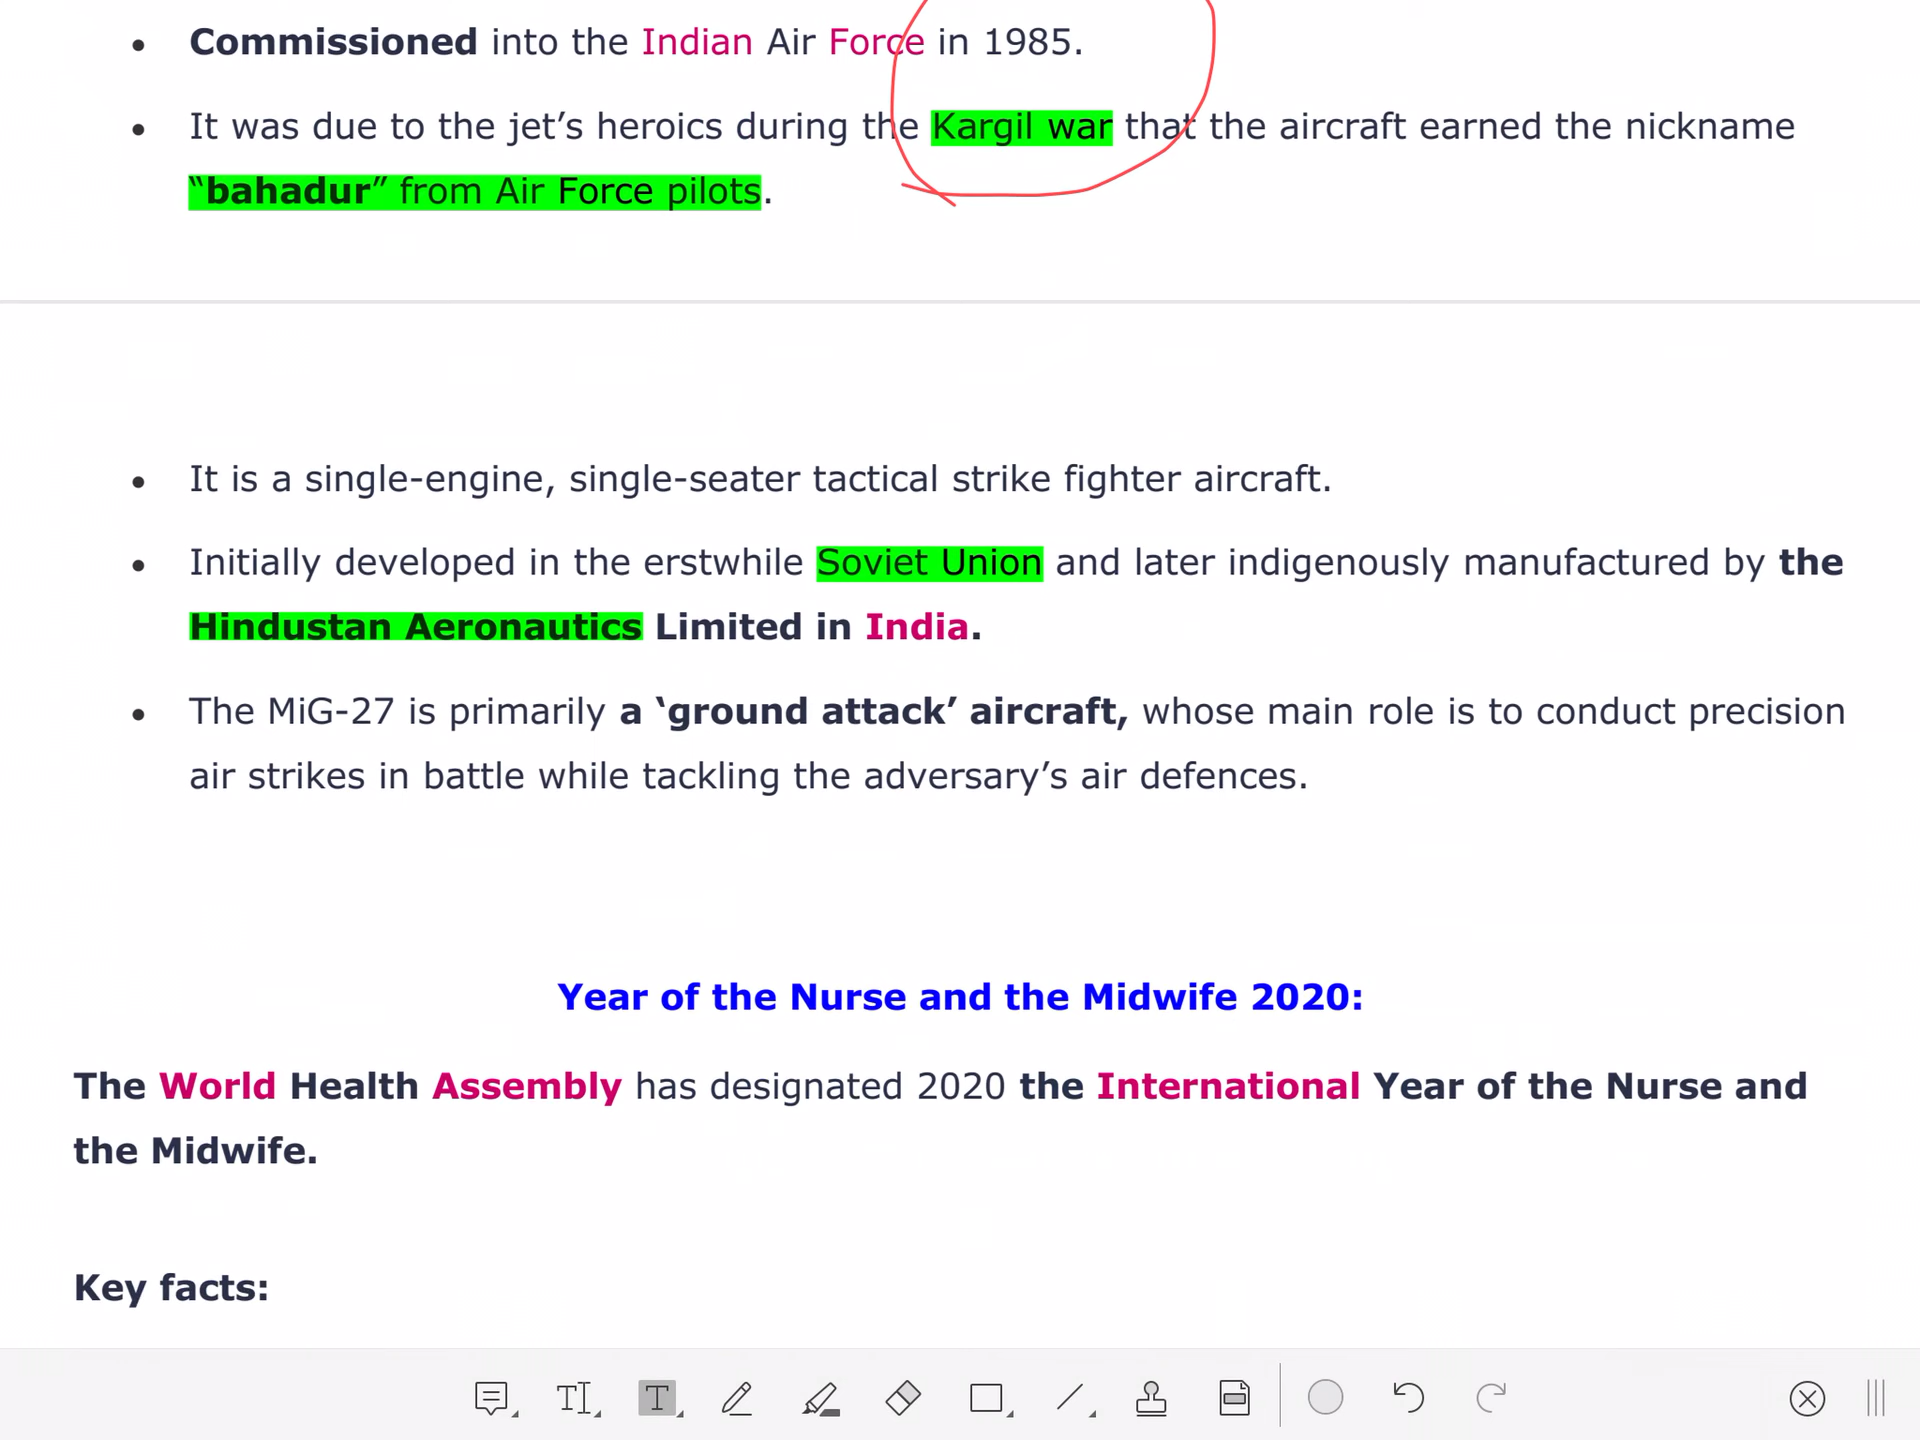 • Commissioned into the Indian Air Force in 1985.
• It was due to the jet’s heroics during the Kargil war that the aircraft earned the nickname
“bahadur” from Air Force pilots.
• It is a single-engine, single-seater tactical strike fighter aircraft.
• Initially developed in the erstwhile Soviet Union and later indigenously manufactured by the
Hindustan Aeronautics Limited in India.
• The MiG-27 is primarily a ‘ground attack’ aircraft, whose main role is to conduct precision
air strikes in battle while tackling the adversary’s air defences.
Year of the Nurse and the Midwife 2020:
The World Health Assembly has designated 2020 the International Year of the Nurse and
the Midwife.
Key facts: